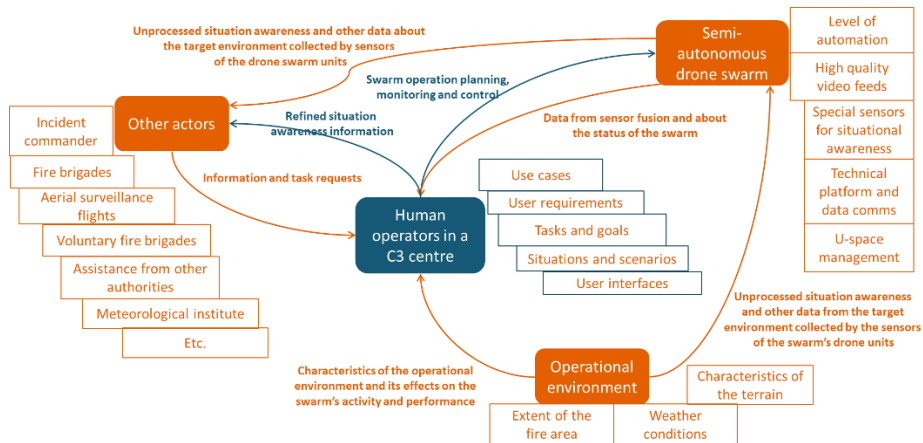 Unprocessed situation awareness and other data about
the target environment collected by sensors
of the drone swarm units
Semi-
autonomous
drone swarm
Level of
automation
High quality
video feeds
Special sensors
for situational
awareness
Technical
platform and
data comms
U-space
management
Swarm operation planning,
monitoring and control
Other actors
Refined situation
awareness information
Data from sensor fusion and about
the status of the swarm
Incident
commander
Fire brigades
Aerial surveillance
flights
Voluntary fire brigades
Assistance from other
authorities
Meteorological institute
Etc.
Information and task requests
Human
operators in a
C3 centre
Use cases
User requirements
Tasks and goals
Situations and scenarios
User interfaces
Unprocessed situation awareness
and other data from the target
environment collected by the sensors
of the swarm's drone units
Characteristics of the operational
environment and its effects on the
swarm's activity and performance
Operational
environment
Characteristics of
the terrain
Extent of the
fire area
Weather
conditions